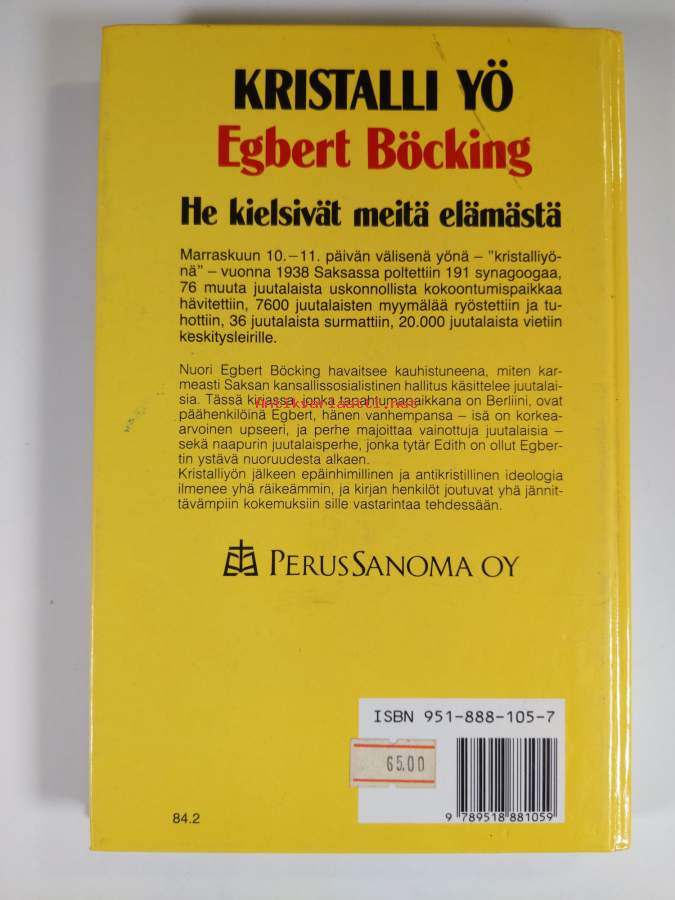 KRISTALLI YÖ
Egbert Böcking
He kielsivät meitä elämästä
Marraskuun 10.–11. päivän välisenä yönä – "kristalliyö-
nä" – vuonna 1938 Saksassa poltettiin 191 synagoogaa,
76 muuta juutalaista uskonnollista kokoontumispaikkaa
hävitettiin, 7600 juutalaisten myymälää ryöstettiin ja tu-
hottiin, 36 juutalaista surmattiin, 20.000 juutalaista vietiin
keskitysleirille.
Nuori Egbert Böcking havaitsee kauhistuneena, miten kar-
measti Saksan kansallissosialistinen hallitus käsittelee juutalai-
sia. Tässä kirjassa, jonka tapahtumapaikkana on Berliini, ovat
antikvariaatti.net
päähenkilöinä Egbert, hänen vanhempansa – isä on korkea-
arvoinen upseeri, ja perhe majoittaa vainottuja juutalaisia –
sekä naapurin juutalaisperhe, jonka tytär Edith on ollut Egber-
tin ystävä nuoruudesta alkaen.
Kristalliyön jälkeen epäinhimillinen ja antikristillinen ideologia
ilmenee yhä räikeämmin, ja kirjan henkilöt joutuvat yhä jännit-
tävämpiin kokemuksiin sille vastarintaa tehdessään.
PERUSSANOMA OY
ISBN 951-888-105-7
65.00
9 789518 881059
84.2